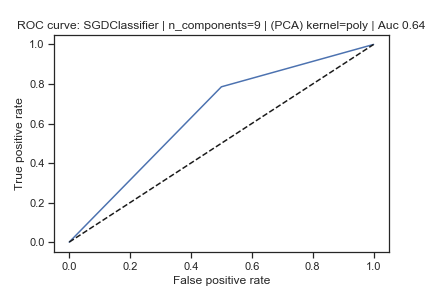 ROC curve: SGDClassifier | n_components=9 | (PCA) kernel=poly | Auc 0.64
1.0
0.8
0.6
0.4
0.2
0.0
True positive rate
0.0 0.2 0.4 0.6 0.8 1.0
False positive rate